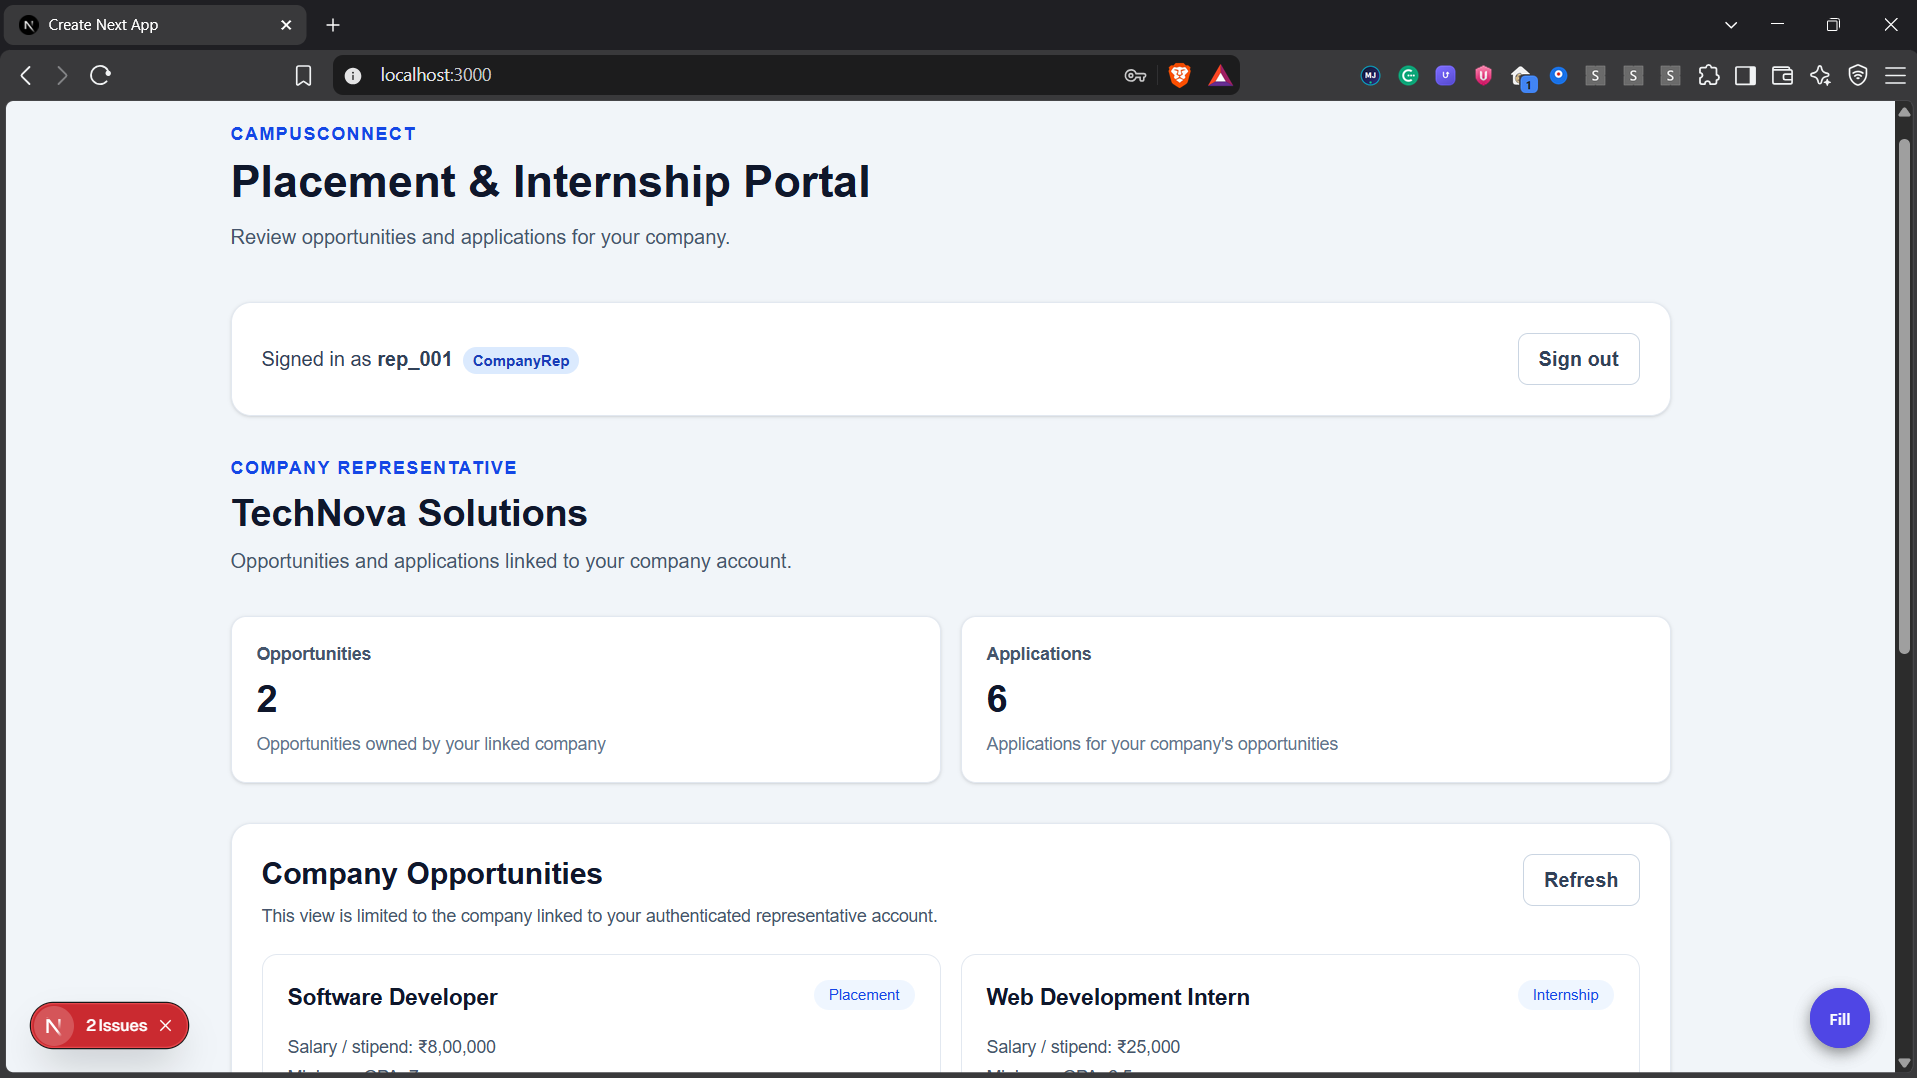 Create Next App
localhost:3000
MJ
U
1
S
S
S
CAMPUSCONNECT
Placement & Internship Portal
Review opportunities and applications for your company.
Signed in as rep_001 CompanyRep
Sign out
COMPANY REPRESENTATIVE
TechNova Solutions
Opportunities and applications linked to your company account.
Opportunities
2
Opportunities owned by your linked company
Applications
6
Applications for your company's opportunities
Company Opportunities
Refresh
This view is limited to the company linked to your authenticated representative account.
Software Developer
Placement
Salary / stipend: ₹8,00,000
Web Development Intern
Internship
Salary / stipend: ₹25,000
N 2 Issues
Fill